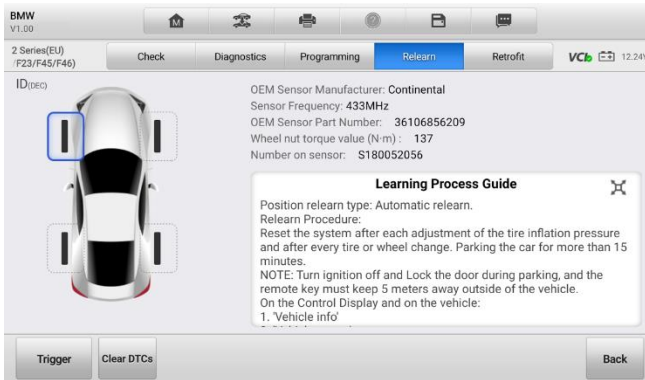 BMW
V1.00
2 Series(EU)
/F23/F45/F46)
Check
Diagnostics
Programming
Relearn
Retrofit
VCI
12.24V
ID(DEC)
OEM Sensor Manufacturer: Continental
Sensor Frequency: 433MHz
OEM Sensor Part Number: 36106856209
Wheel nut torque value (N·m) : 137
Number on sensor: S180052056
Learning Process Guide
Position relearn type: Automatic relearn.
Relearn Procedure:
Reset the system after each adjustment of the tire inflation pressure
and after every tire or wheel change. Parking the car for more than 15
minutes.
NOTE: Turn ignition off and Lock the door during parking, and the
remote key must keep 5 meters away outside of the vehicle.
On the Control Display and on the vehicle:
1. 'Vehicle info'
Trigger
Clear DTCs
Back